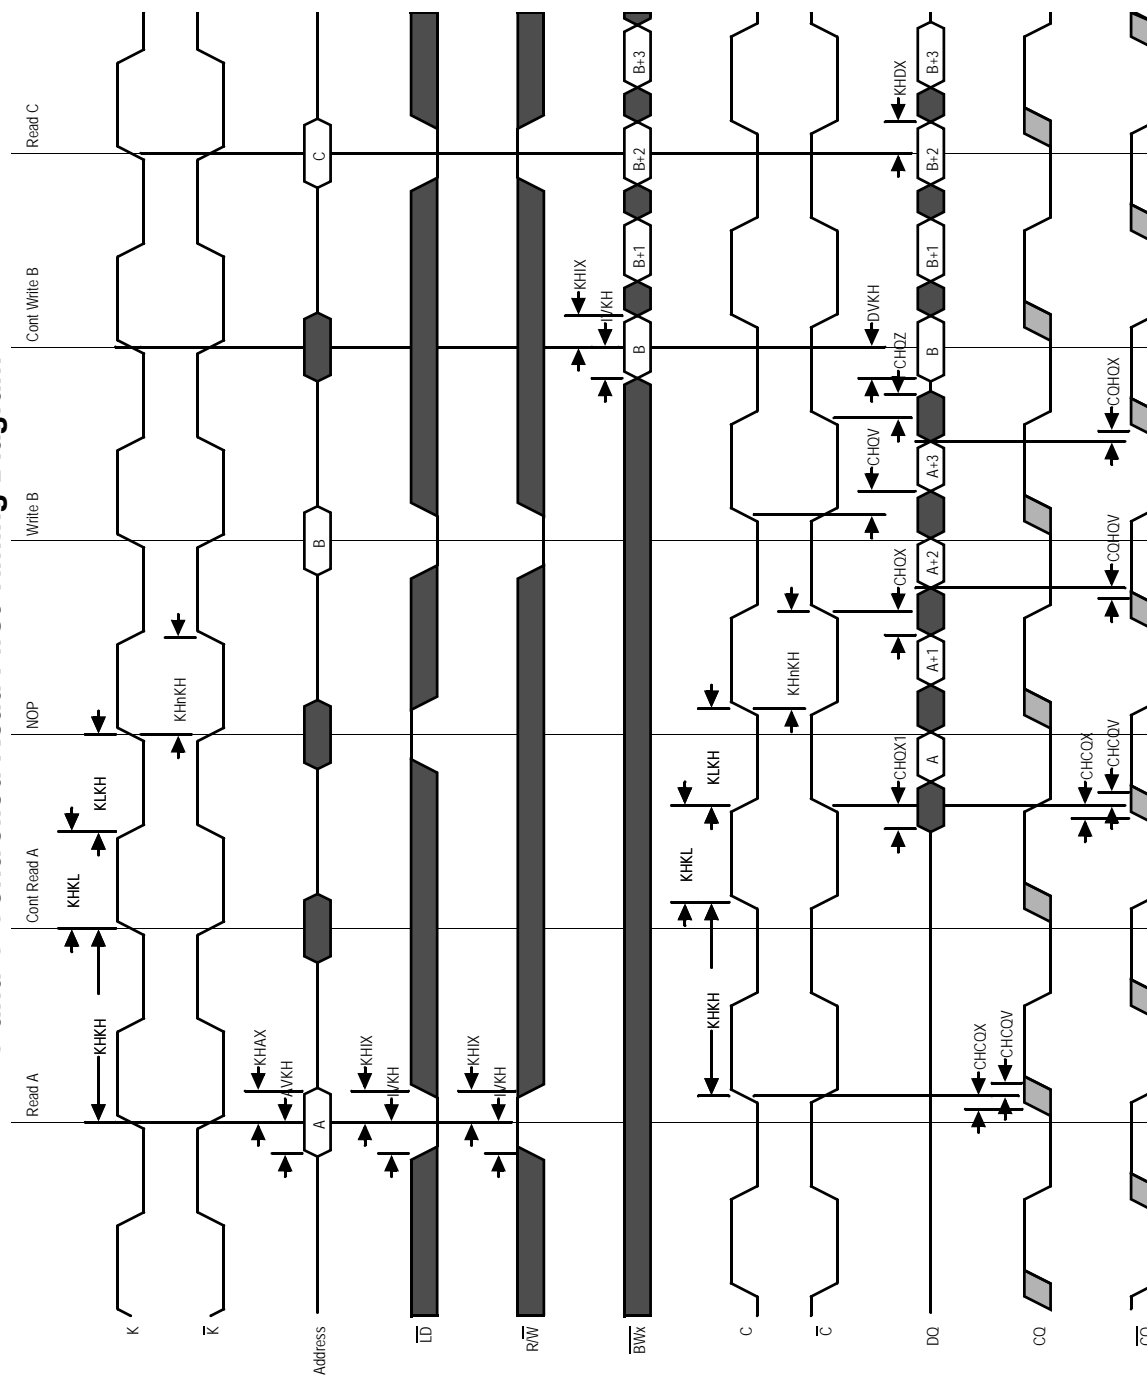 Read A
Cont Read A
NOP
Write B
Cont Write B
Read C
KHKL
KHKH
KLKH
K
KHnKH
K
KHAX
AVKH
Address
A
B
C
KHIX
IVKH
LD
KHIX
IVKH
R/W
KHIX
IVKH
BWx
B
B+1
B+2
B+3
KHKL
KHKH
KLKH
C
KHnKH
C
CHQV
DVKH
CHQX1
CHQX
CHQZ
KHDX
DQ
A
A+1
A+2
A+3
B
B+1
B+2
B+3
CHCQX
CHCQV
CQ
CHCQX
CHCQV
CQHQV
CQHQX
CQ